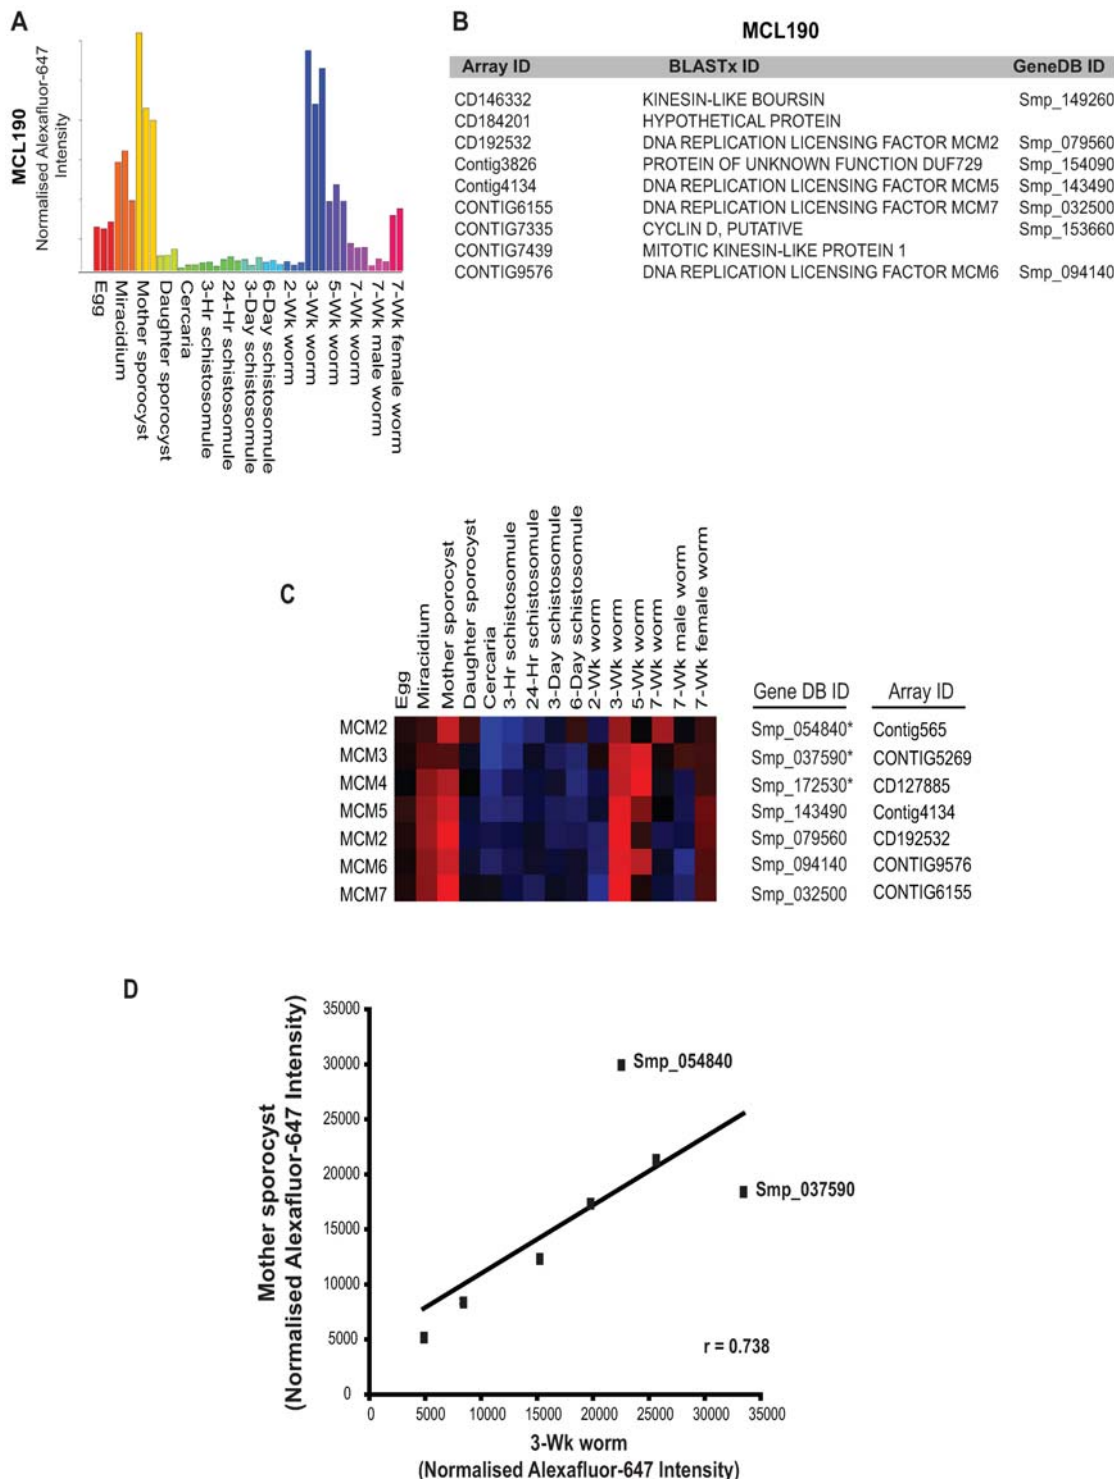 A
MCL190
Normalised Alexafluor-647
Intensity
Egg
Miracidium
Mother sporocyst
Daughter sporocyst
Cercaria
3-Hr schistosomule
24-Hr schistosomule
3-Day schistosomule
6-Day schistosomule
2-Wk worm
3-Wk worm
5-Wk worm
7-Wk worm
7-Wk male worm
7-Wk female worm
B
MCL190
Array ID BLASTx ID GeneDB ID
CD146332 KINESIN-LIKE BOURSIN Smp_149260
CD184201 HYPOTHETICAL PROTEIN
CD192532 DNA REPLICATION LICENSING FACTOR MCM2 Smp_079560
Contig3826 PROTEIN OF UNKNOWN FUNCTION DUF729 Smp_154090
Contig4134 DNA REPLICATION LICENSING FACTOR MCM5 Smp_143490
CONTIG6155 DNA REPLICATION LICENSING FACTOR MCM7 Smp_032500
CONTIG7335 CYCLIN D, PUTATIVE Smp_153660
CONTIG7439 MITOTIC KINESIN-LIKE PROTEIN 1
CONTIG9576 DNA REPLICATION LICENSING FACTOR MCM6 Smp_094140
C
Egg
Miracidium
Mother sporocyst
Daughter sporocyst
Cercaria
3-Hr schistosomule
24-Hr schistosomule
3-Day schistosomule
6-Day schistosomule
2-Wk worm
3-Wk worm
5-Wk worm
7-Wk worm
7-Wk male worm
7-Wk female worm
Gene DB ID Array ID
MCM2 Smp_054840* Contig565
MCM3 Smp_037590* CONTIG5269
MCM4 Smp_172530* CD127885
MCM5 Smp_143490 Contig4134
MCM2 Smp_079560 CD192532
MCM6 Smp_094140 CONTIG9576
MCM7 Smp_032500 CONTIG6155
D
Mother sporocyst
(Normalised Alexafluor-647 Intensity)
35000
30000
25000
20000
15000
10000
5000
0
Smp_054840
Smp_037590
r = 0.738
0 5000 10000 15000 20000 25000 30000 35000
3-Wk worm
(Normalised Alexafluor-647 Intensity)